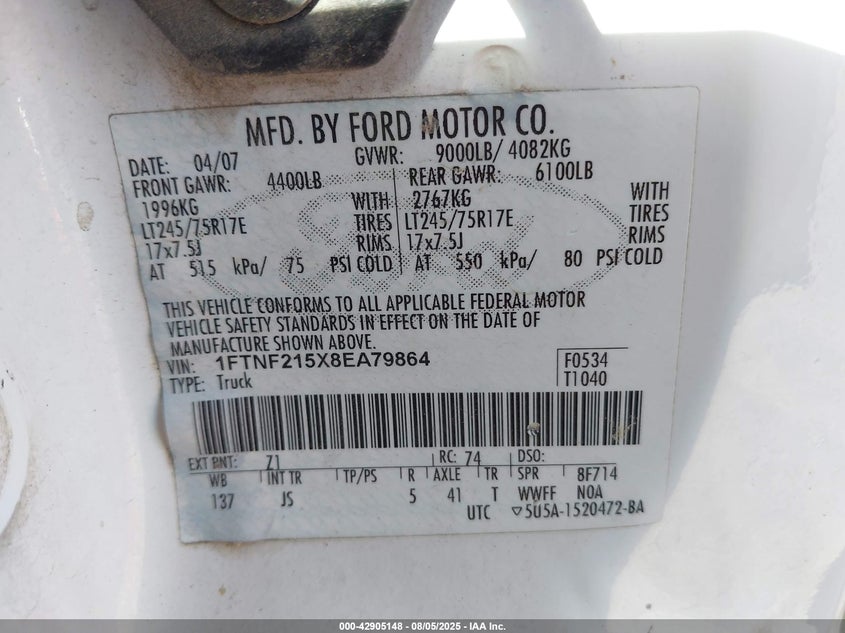 MFD. BY FORD MOTOR CO.
DATE: 04/07 GVWR: 9000LB/ 4082KG
FRONT GAWR: 4400LB REAR GAWR: 6100LB
1996KG WITH 2767KG WITH
LT245/75R17E TIRES LT245/75R17E TIRES
17x7.5J RIMS 17x7.5J RIMS
AT 515 kPa/ 75 PSI COLD AT 550 kPa/ 80 PSI COLD
THIS VEHICLE CONFORMS TO ALL APPLICABLE FEDERAL MOTOR
VEHICLE SAFETY STANDARDS IN EFFECT ON THE DATE OF
MANUFACTURE SHOWN ABOVE.
VIN: 1FTNF215X8EA79864 F0534
TYPE: Truck T1040
EXT PNT: Z1 RC: 74 DSO:
WB INT TR TP/PS R AXLE TR SPR 8F714
137 JS 5 41 T WWFF NOA
UTC ▽5U5A-1520472-BA
000-42905148 - 08/05/2025 - IAA Inc.